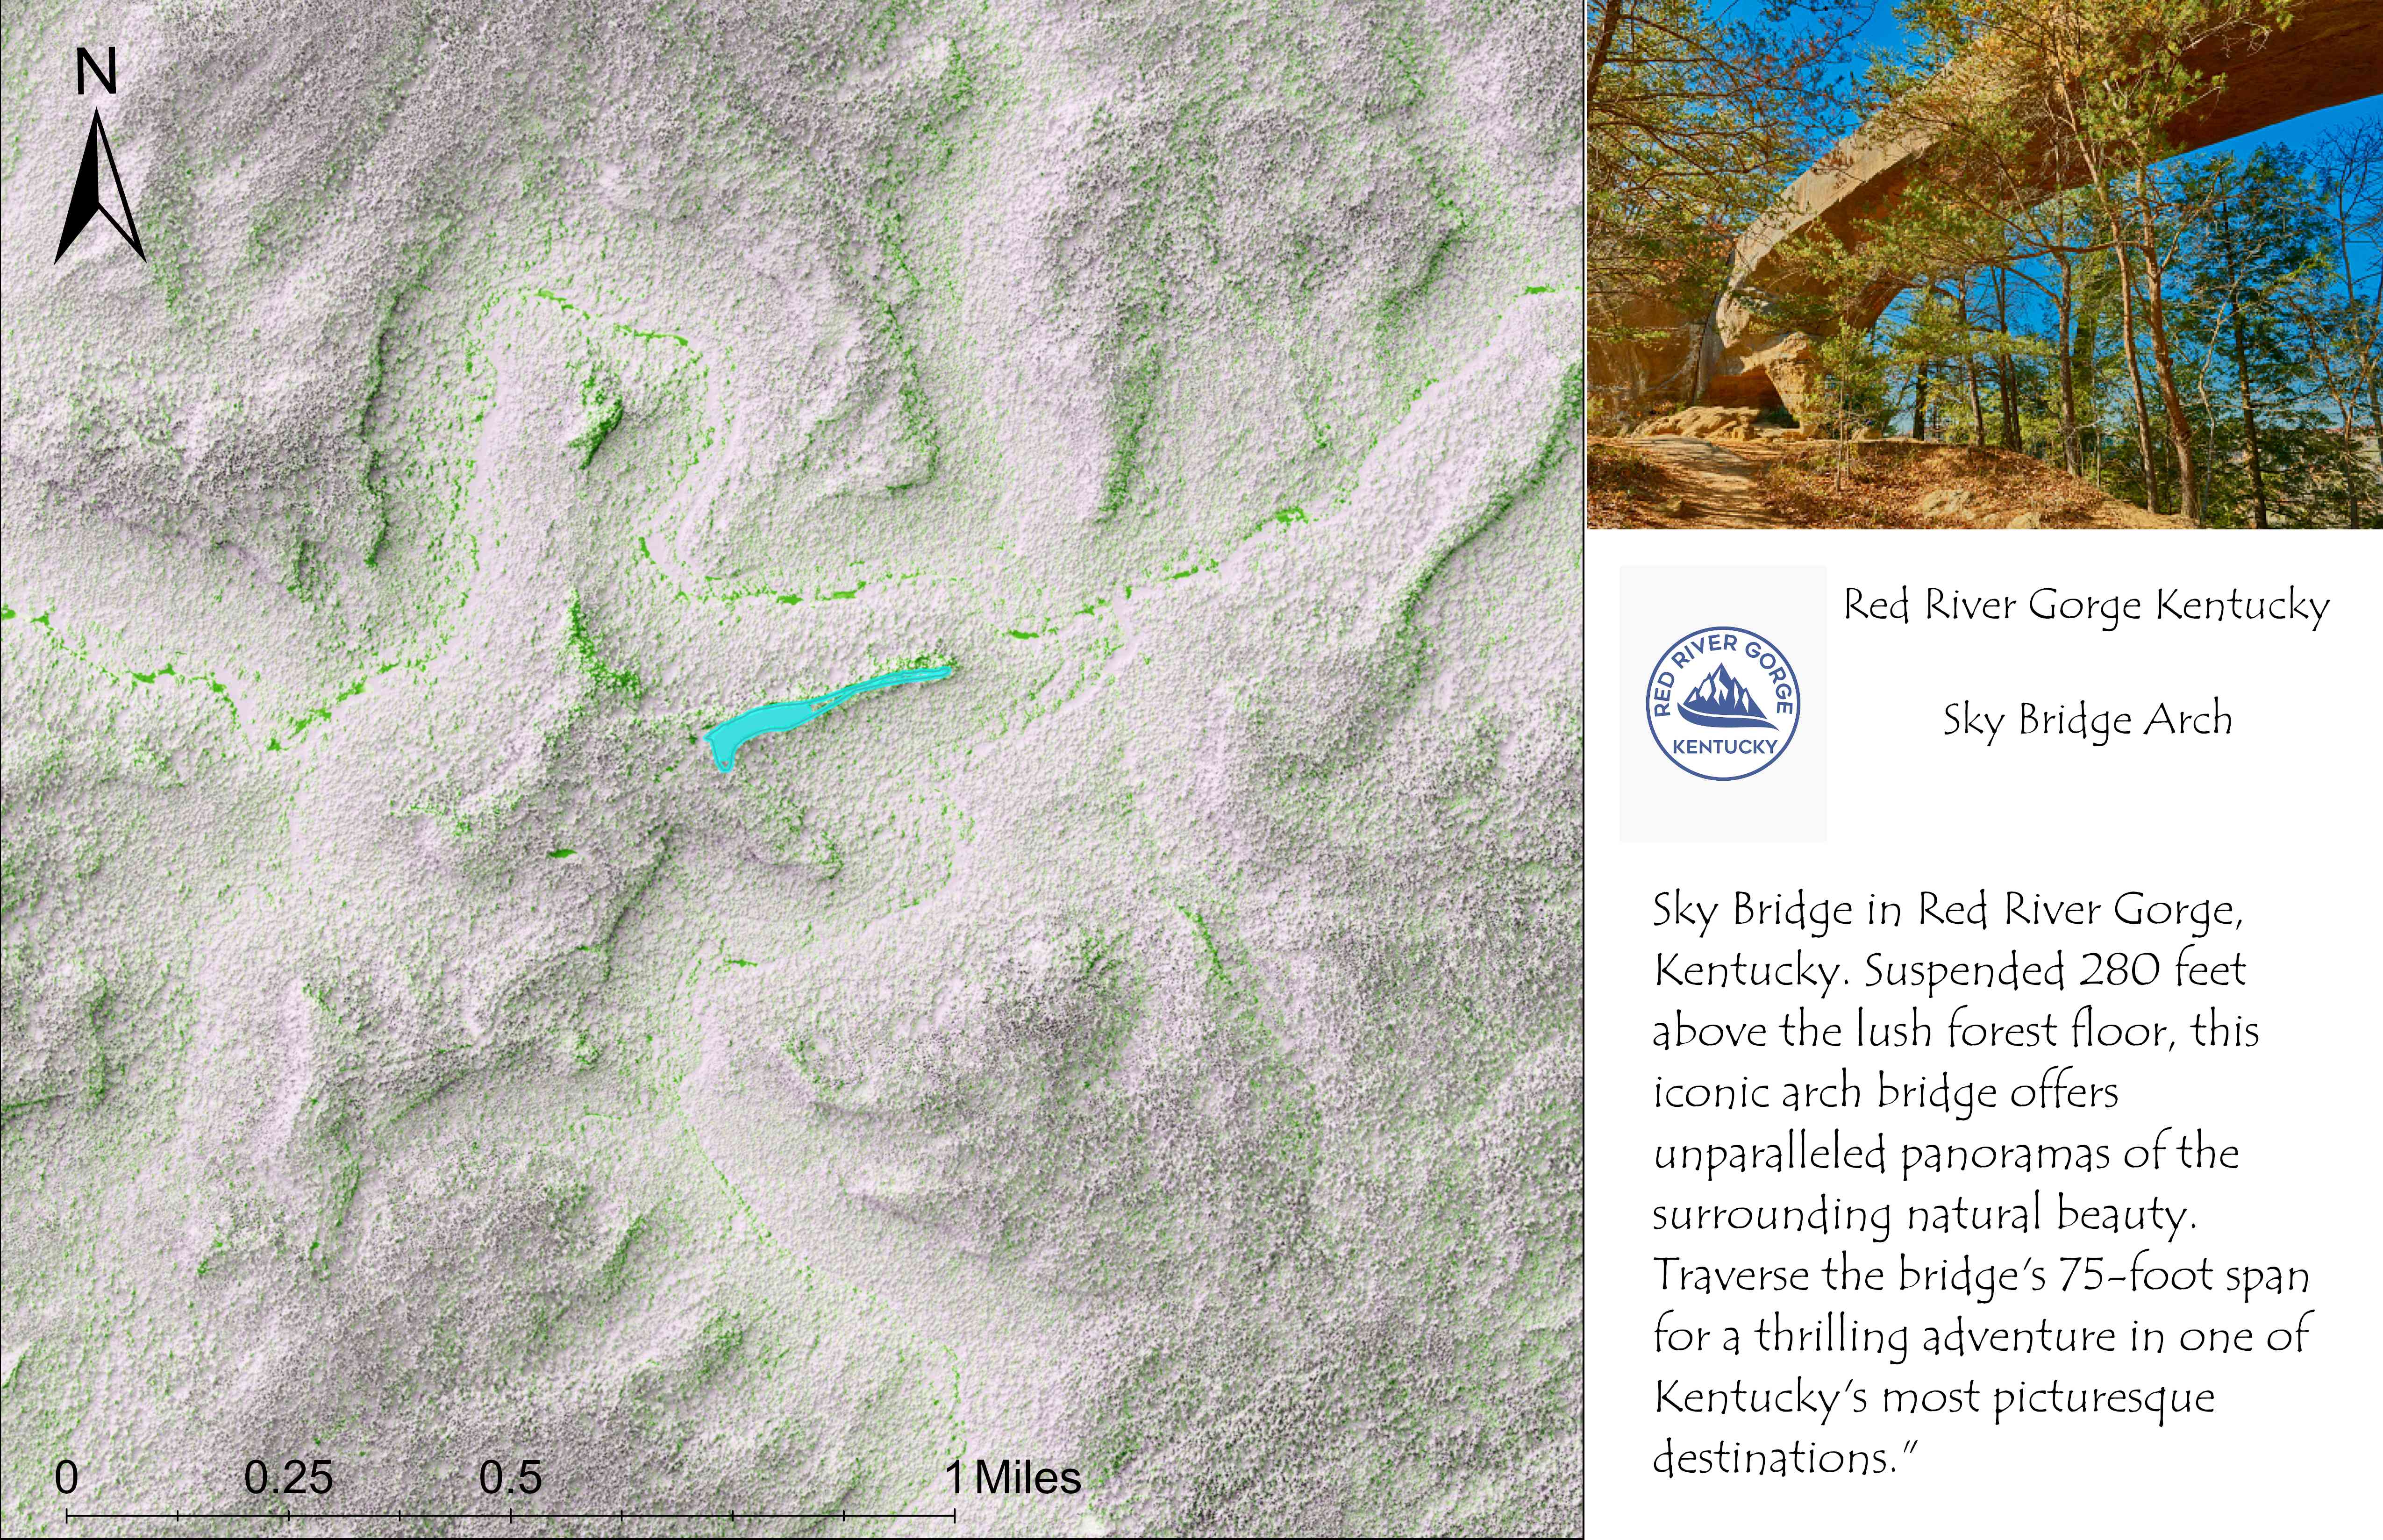 N
0 0.25 0.5 1 Miles
RED RIVER GORGE
KENTUCKY
Red River Gorge Kentucky
Sky Bridge Arch
Sky Bridge in Red River Gorge,
Kentucky. Suspended 280 feet
above the lush forest floor, this
iconic arch bridge offers
unparalleled panoramas of the
surrounding natural beauty.
Traverse the bridge's 75-foot span
for a thrilling adventure in one of
Kentucky's most picturesque
destinations."